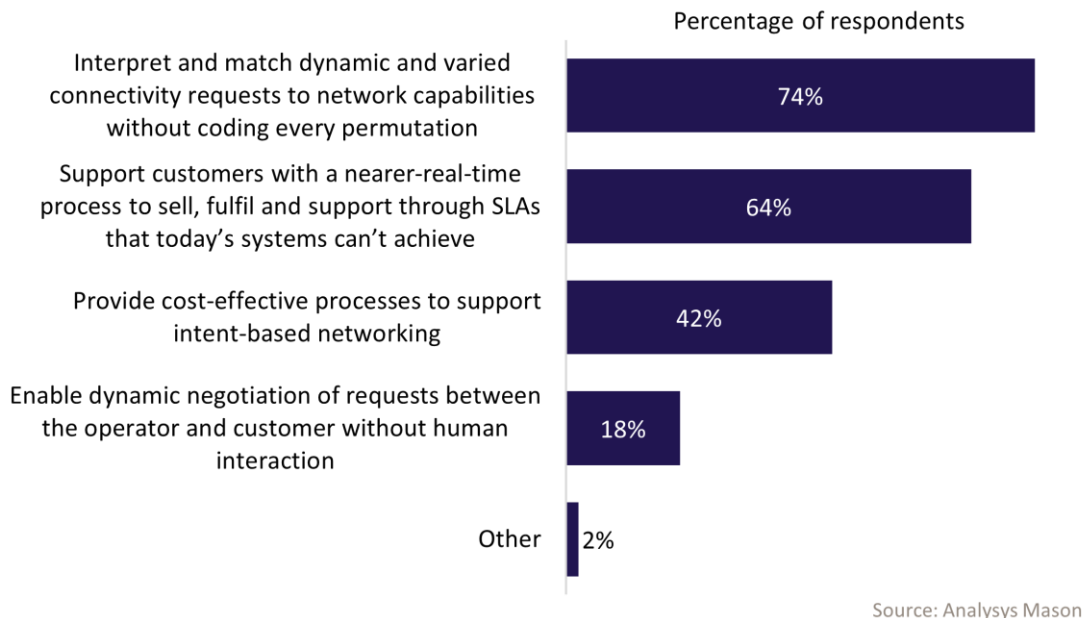 Percentage of respondents
Interpret and match dynamic and varied
connectivity requests to network capabilities
without coding every permutation
74%
Support customers with a nearer-real-time
process to sell, fulfil and support through SLAs
that today's systems can't achieve
64%
Provide cost-effective processes to support
intent-based networking
42%
Enable dynamic negotiation of requests between
the operator and customer without human
interaction
18%
Other
2%
Source: Analysys Mason